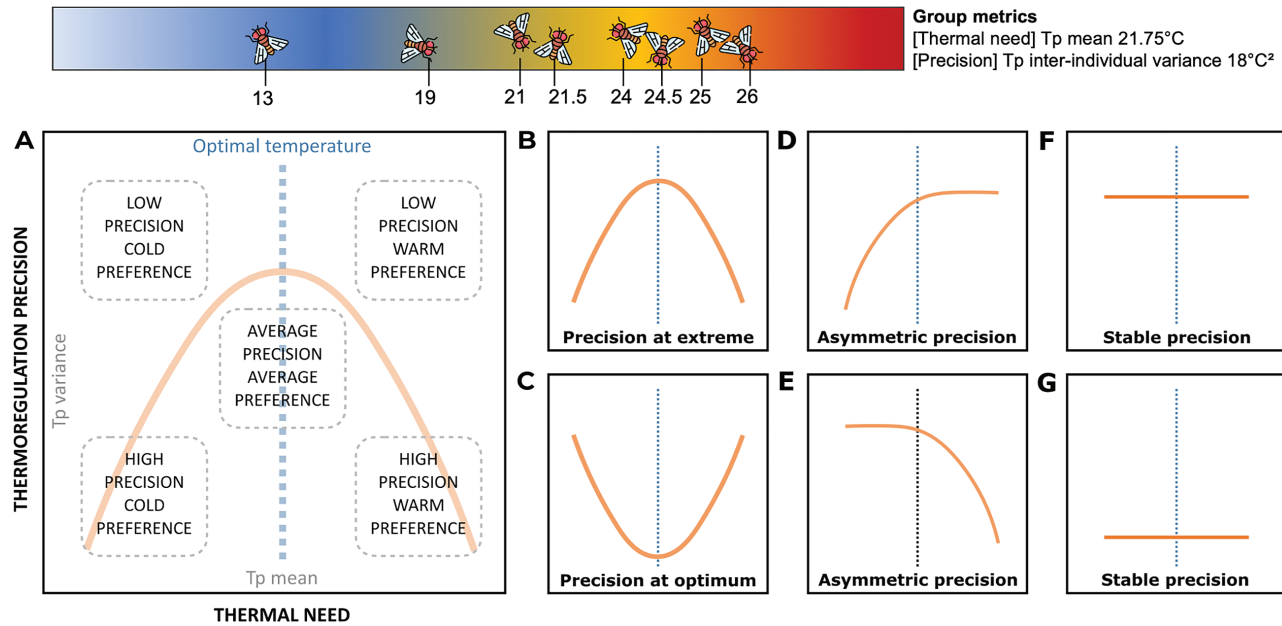 Group metrics
[Thermal need] Tp mean 21.75°C
[Precision] Tp inter-individual variance 18°C²
13
19
21
21.5
24
24.5
25
26
A
Optimal temperature
LOW
PRECISION
COLD
PREFERENCE
LOW
PRECISION
WARM
PREFERENCE
AVERAGE
PRECISION
AVERAGE
PREFERENCE
HIGH
PRECISION
COLD
PREFERENCE
HIGH
PRECISION
WARM
PREFERENCE
THERMOREGULATION PRECISION
Tp variance
Tp mean
THERMAL NEED
B
Precision at extreme
C
Precision at optimum
D
Asymmetric precision
E
Asymmetric precision
F
Stable precision
G
Stable precision